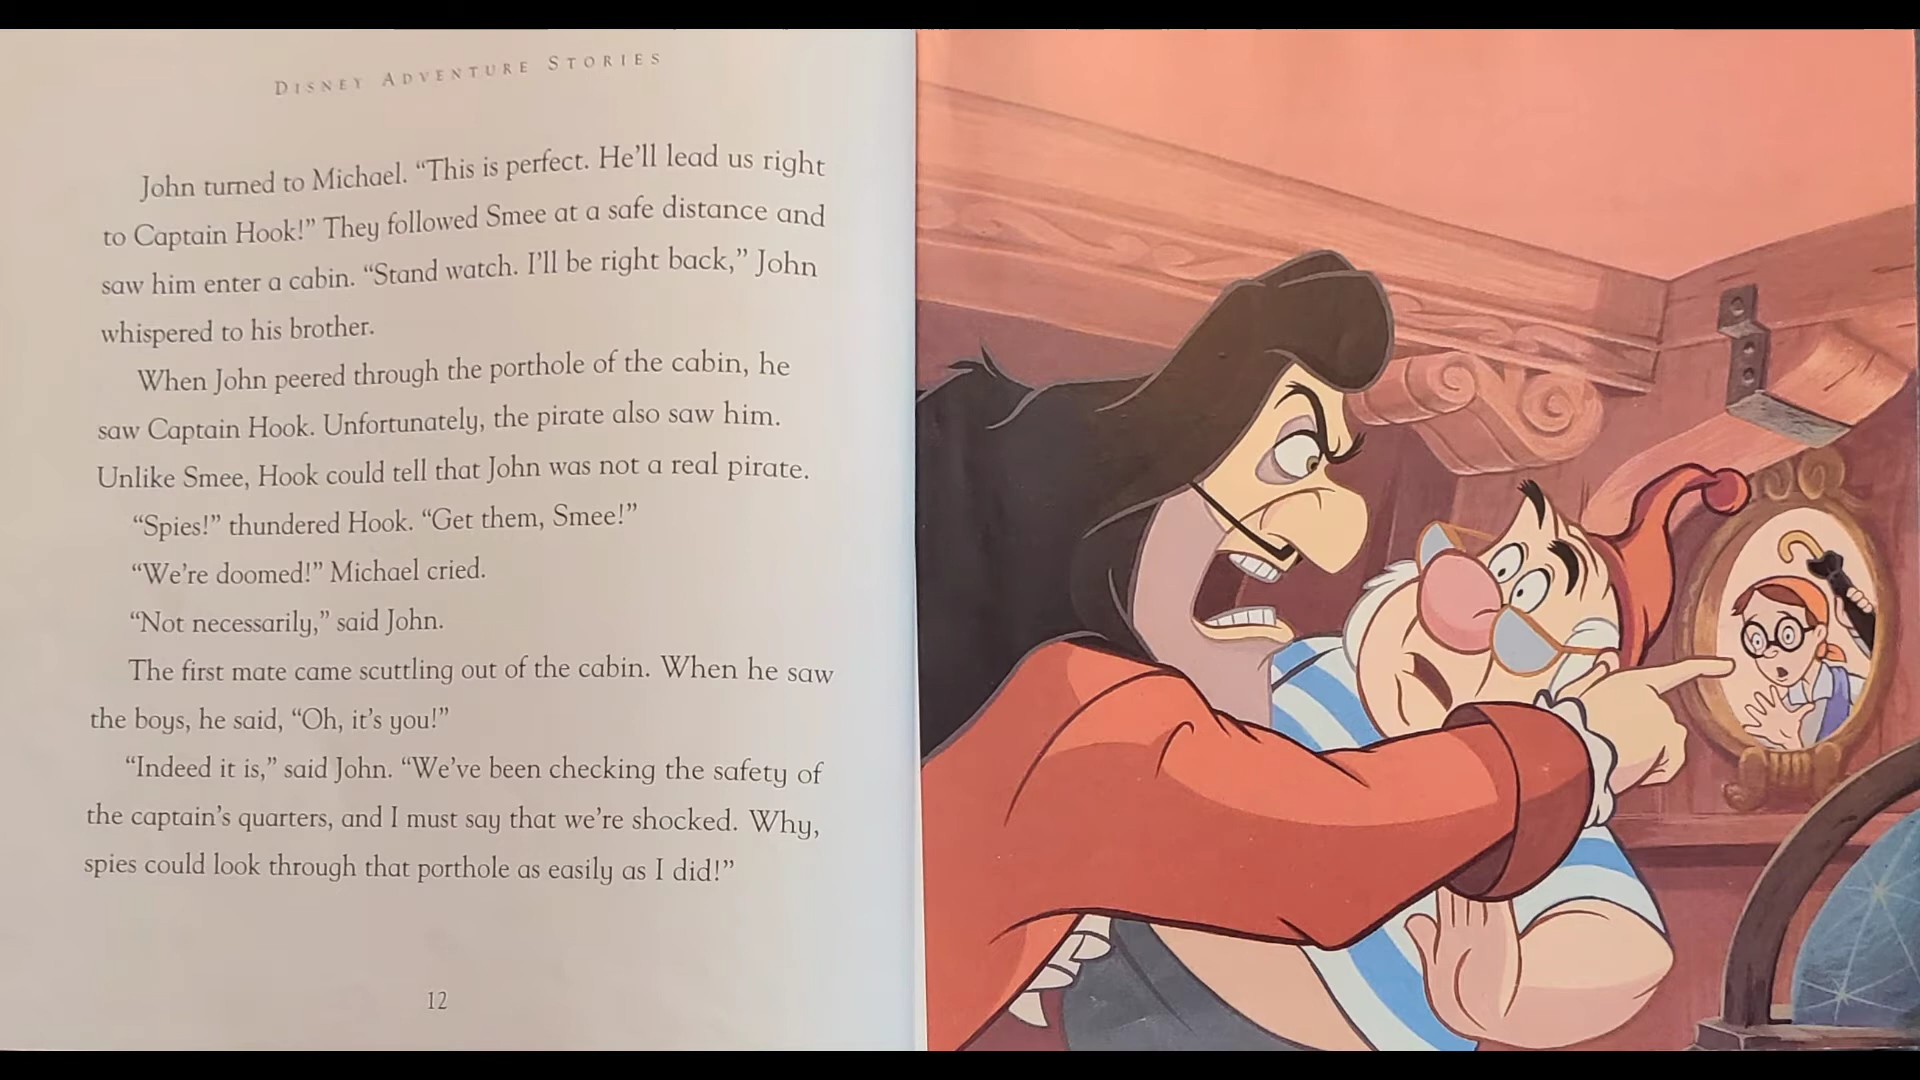 DISNEY ADVENTURE STORIES
John turned to Michael. “This is perfect. He’ll lead us right
to Captain Hook!” They followed Smee at a safe distance and
saw him enter a cabin. “Stand watch. I’ll be right back,” John
whispered to his brother.
When John peered through the porthole of the cabin, he
saw Captain Hook. Unfortunately, the pirate also saw him.
Unlike Smee, Hook could tell that John was not a real pirate.
“Spies!” thundered Hook. “Get them, Smee!”
“We’re doomed!” Michael cried.
“Not necessarily,” said John.
The first mate came scuttling out of the cabin. When he saw
the boys, he said, “Oh, it’s you!”
“Indeed it is,” said John. “We’ve been checking the safety of
the captain’s quarters, and I must say that we’re shocked. Why,
spies could look through that porthole as easily as I did!”
12